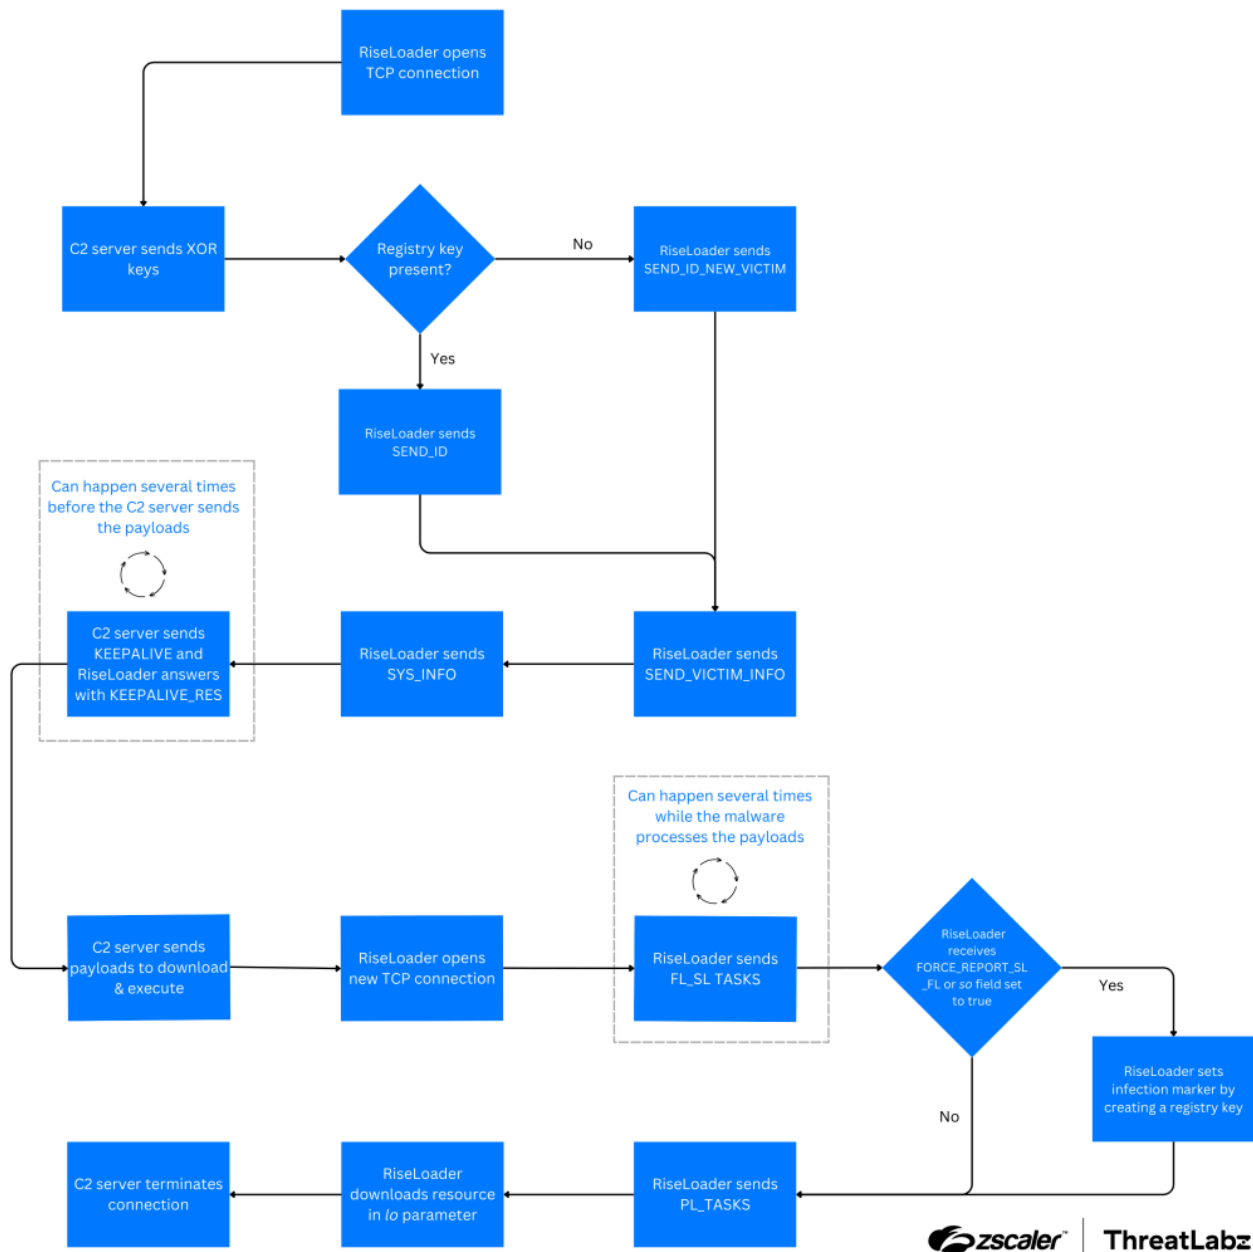 RiseLoader opens
TCP connection
C2 server sends XOR
keys
Registry key
present?
No
RiseLoader sends
SEND_ID_NEW_VICTIM
Yes
RiseLoader sends
SEND_ID
Can happen several times
before the C2 server sends
the payloads
C2 server sends
KEEPALIVE and
RiseLoader answers
with KEEPALIVE_RES
RiseLoader sends
SYS_INFO
RiseLoader sends
SEND_VICTIM_INFO
Can happen several times
while the malware
processes the payloads
C2 server sends
payloads to download
& execute
RiseLoader opens
new TCP connection
RiseLoader sends
FL_SL TASKS
RiseLoader
receives
FORCE_REPORT_SL
_FL or so field set
to true
Yes
RiseLoader sets
infection marker by
creating a registry key
No
C2 server terminates
connection
RiseLoader
downloads resource
in lo parameter
RiseLoader sends
PL_TASKS
zscaler™ | ThreatLabz